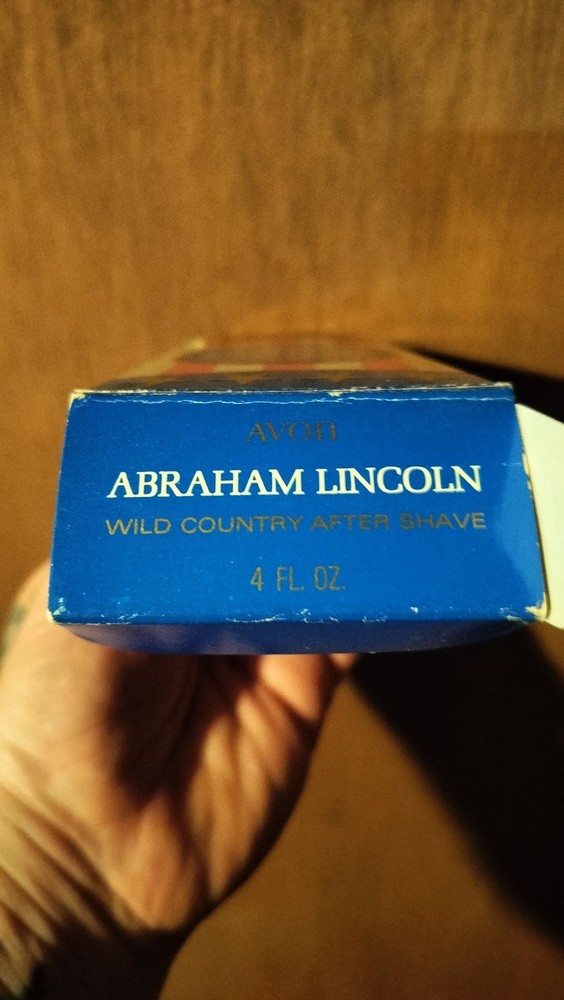 AVON
ABRAHAM LINCOLN
WILD COUNTRY AFTER SHAVE
4 FL. OZ.